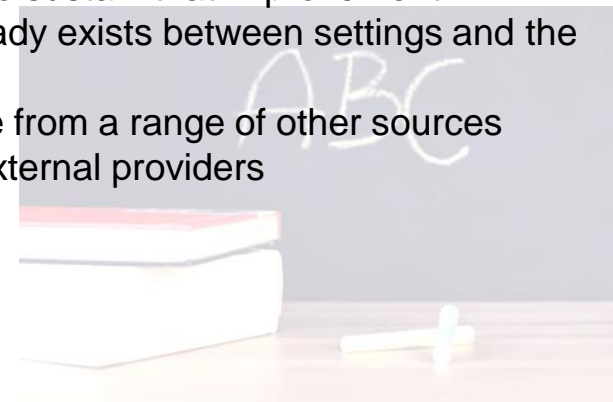 ady exists between settings and the
e from a range of other sources
xternal providers
ABC